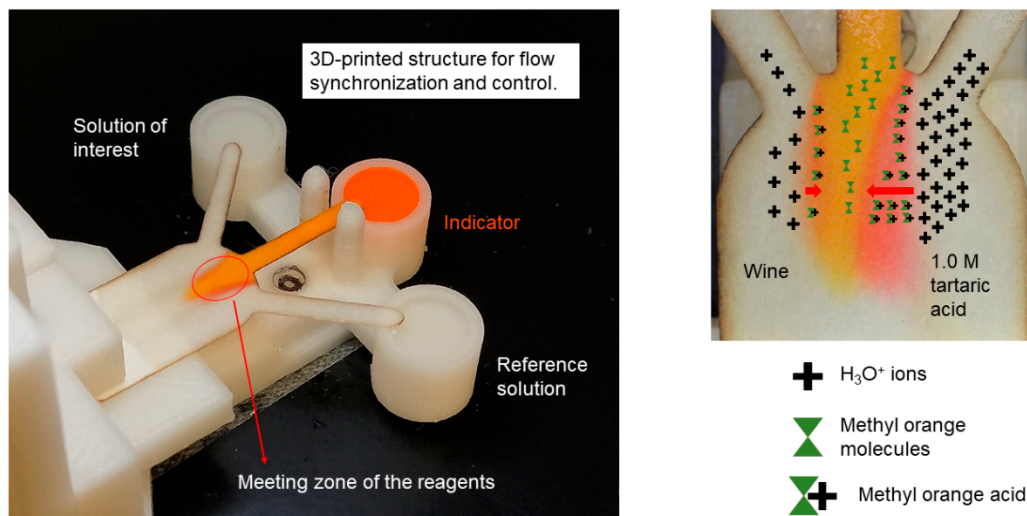 3D-printed structure for flow
synchronization and control.
Solution of
interest
Indicator
Reference
solution
Meeting zone of the reagents
Wine
1.0 M
tartaric
acid
H₃O⁺ ions
Methyl orange
molecules
Methyl orange acid